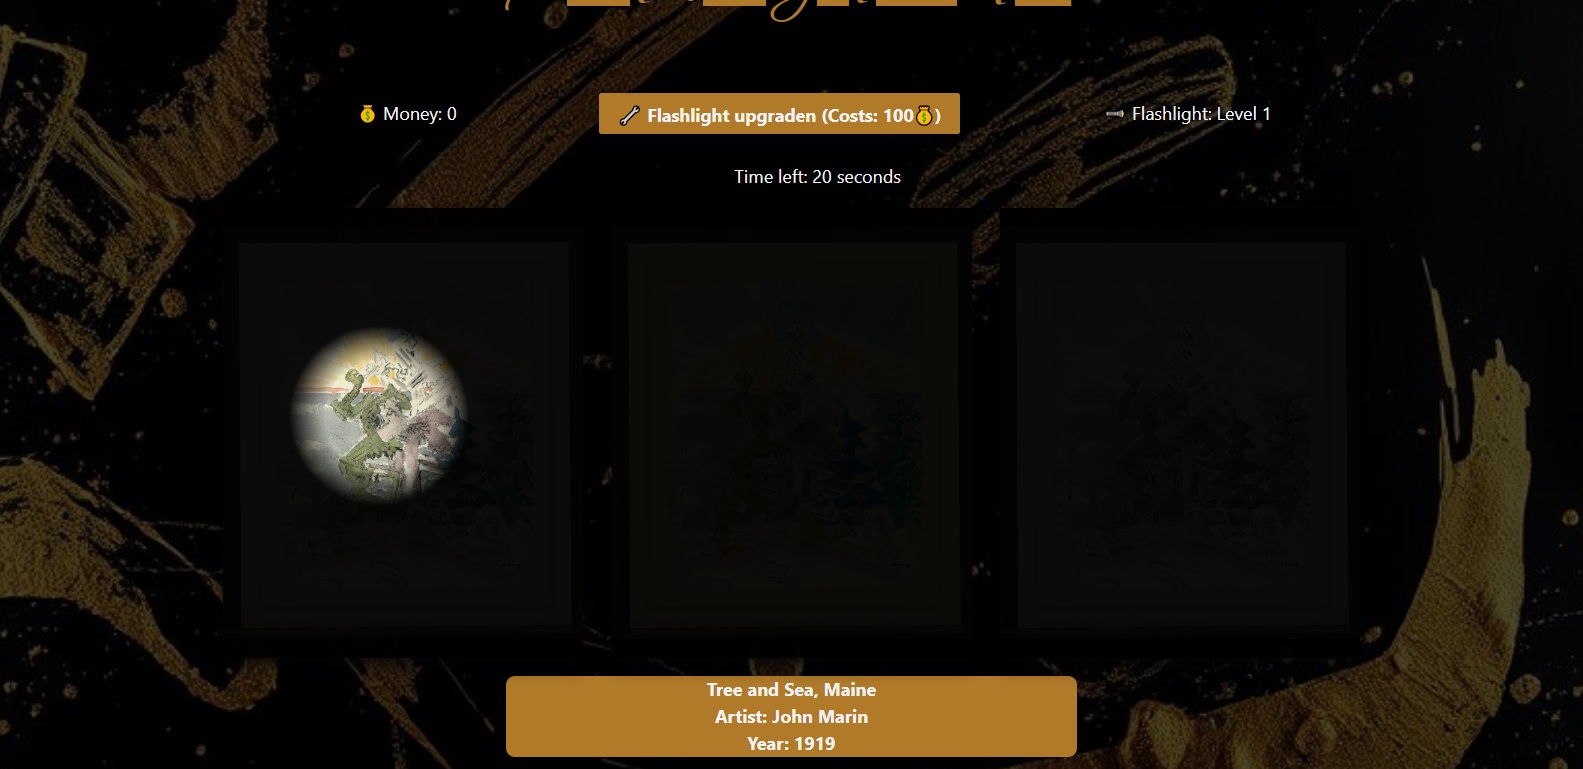 Money: 0
Flashlight upgraden (Costs: 100💰)
Flashlight: Level 1
Time left: 20 seconds
Tree and Sea, Maine
Artist: John Marin
Year: 1919